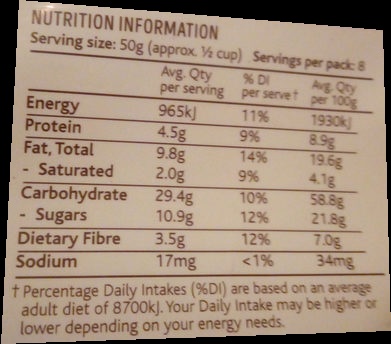 NUTRITION INFORMATION
Serving size: 50g (approx. ½ cup) Servings per pack: 8
Avg. Qty per serving % DI per serve† Avg. Qty per 100g
Energy 965kJ 11% 1930kJ
Protein 4.5g 9% 8.9g
Fat, Total 9.8g 14% 19.6g
- Saturated 2.0g 9% 4.1g
Carbohydrate 29.4g 10% 58.8g
- Sugars 10.9g 12% 21.8g
Dietary Fibre 3.5g 12% 7.0g
Sodium 17mg <1% 34mg
† Percentage Daily Intakes (%DI) are based on an average
adult diet of 8700kJ. Your Daily Intake may be higher or
lower depending on your energy needs.